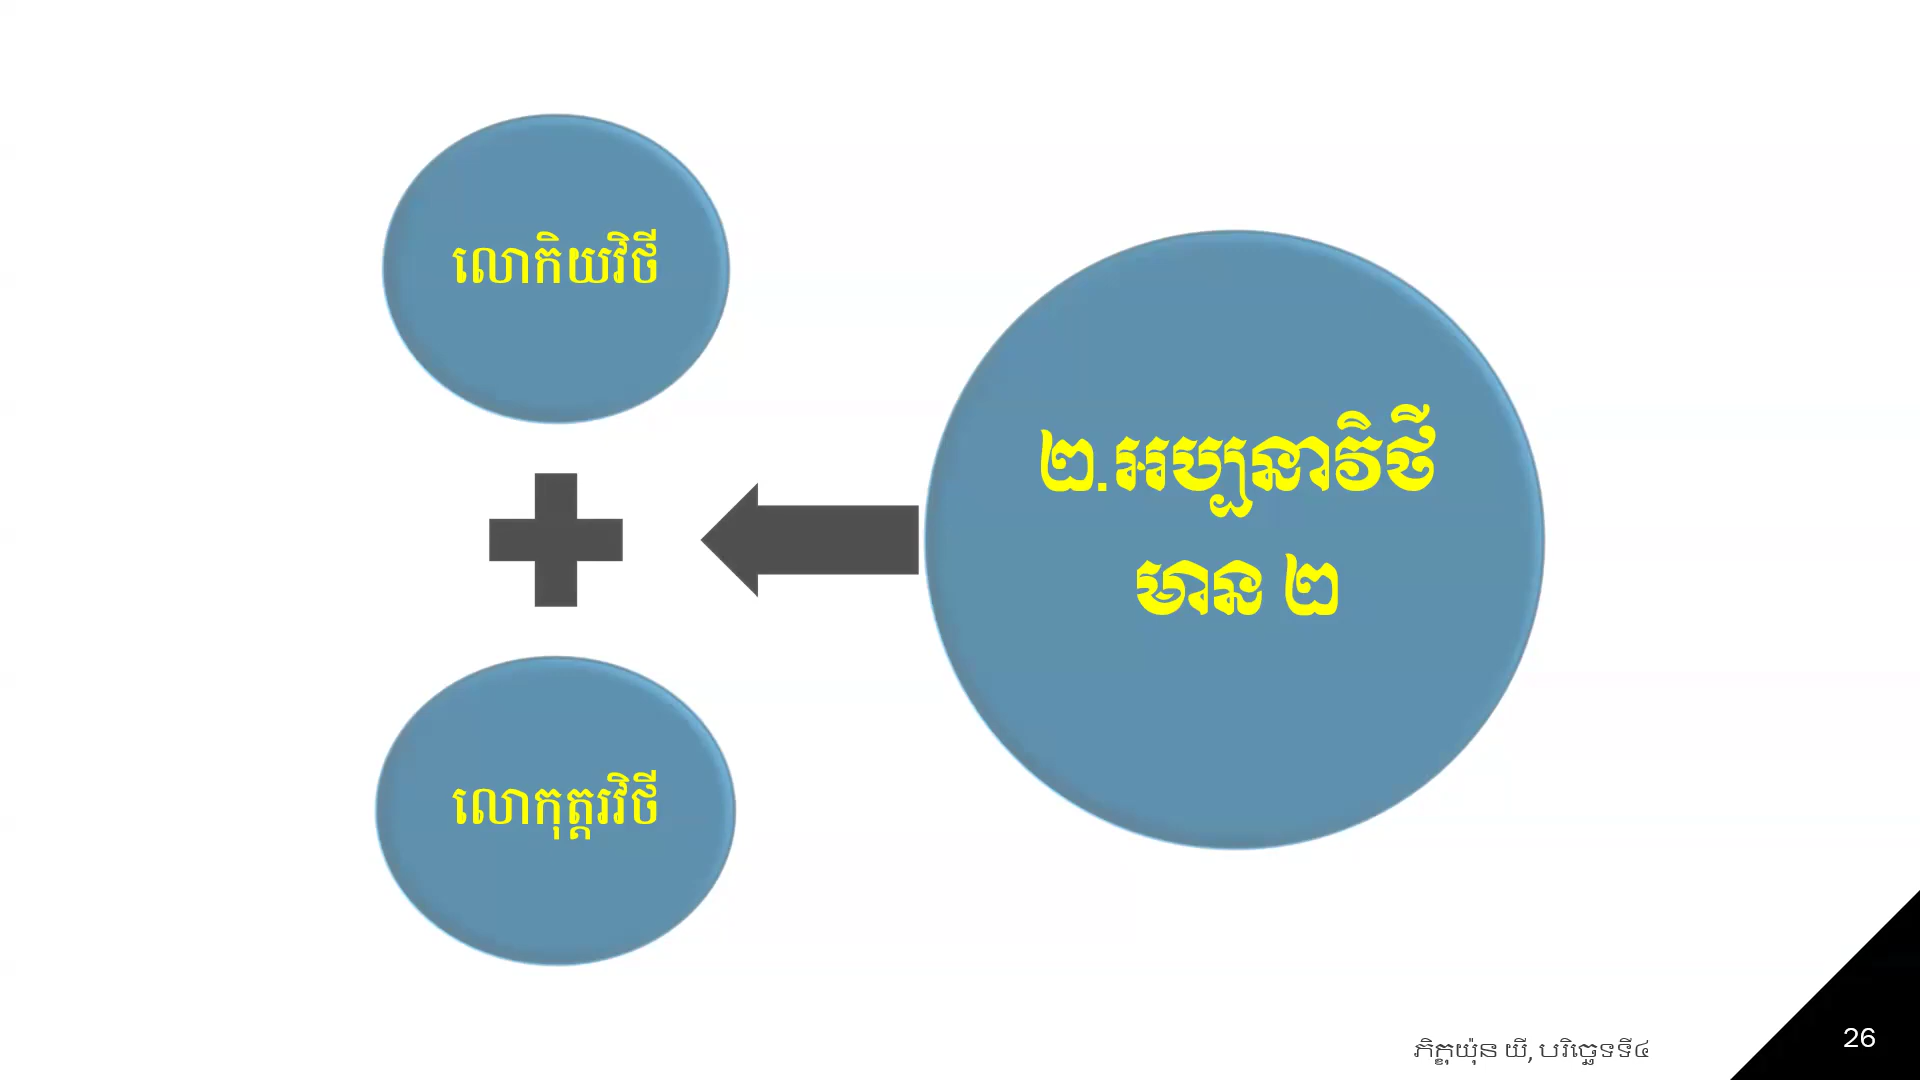 លោកិយវិថី
២.អប្បនាវិថី
មាន ២
លោកុត្តរវិថី
ភិក្ខុយ៉ុន យី, បរិច្ឆេទទី៤
26